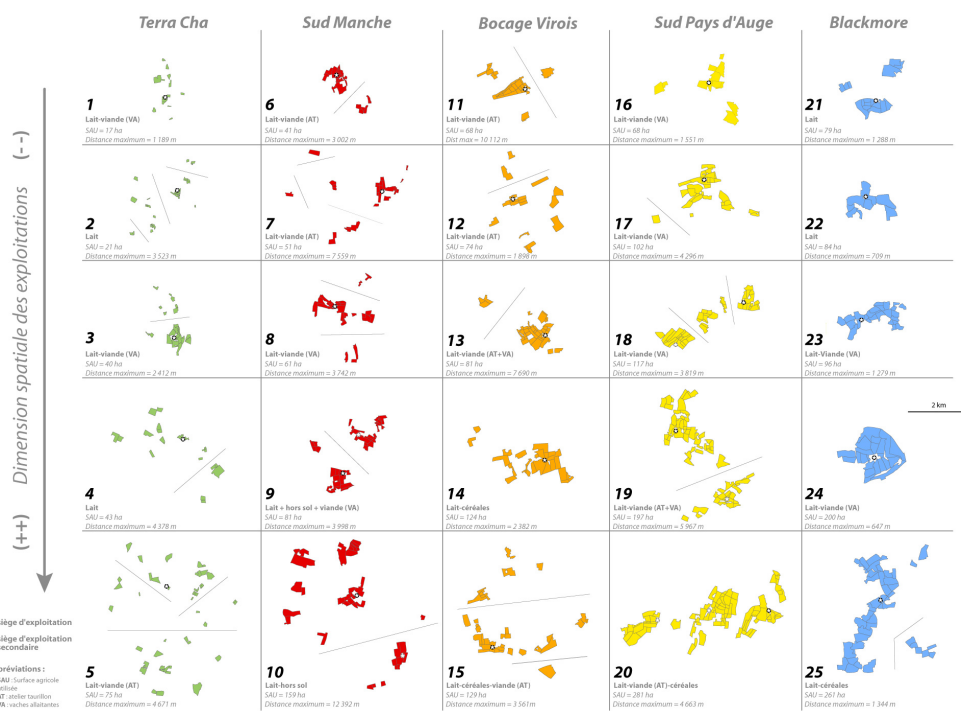 Terra Cha
Sud Manche
Bocage Virois
Sud Pays d'Auge
Blackmore
(- -)
Dimension spatiale des exploitations
(++)
1
Lait-viande (VA)
SAU = 17 ha
Distance maximum = 1 189 m
6
Lait-viande (AT)
SAU = 41 ha
Distance maximum = 3 002 m
11
Lait-viande (AT)
SAU = 68 ha
Dist max = 10 112 m
16
Lait-viande (VA)
SAU = 68 ha
Distance maximum = 1 551 m
21
Lait
SAU = 79 ha
Distance maximum = 1 288 m
2
Lait
SAU = 21 ha
Distance maximum = 3 523 m
7
Lait-viande (AT)
SAU = 51 ha
Distance maximum = 7 559 m
12
Lait-viande (AT)
SAU = 74 ha
Distance maximum = 1 898 m
17
Lait-viande (VA)
SAU = 102 ha
Distance maximum = 4 296 m
22
Lait
SAU = 84 ha
Distance maximum = 709 m
3
Lait-viande (VA)
SAU = 40 ha
Distance maximum = 2 412 m
8
Lait-viande (VA)
SAU = 61 ha
Distance maximum = 3 742 m
13
Lait-viande (AT+VA)
SAU = 81 ha
Distance maximum = 7 690 m
18
Lait-viande (VA)
SAU = 117 ha
Distance maximum = 3 819 m
23
Lait-Viande (VA)
SAU = 96 ha
Distance maximum = 1 279 m
2 km
4
Lait
SAU = 43 ha
Distance maximum = 4 378 m
9
Lait + hors sol + viande (VA)
SAU = 81 ha
Distance maximum = 3 998 m
14
Lait-céréales
SAU = 124 ha
Distance maximum = 2 382 m
19
Lait-viande (AT+VA)
SAU = 197 ha
Distance maximum = 5 967 m
24
Lait-viande (VA)
SAU = 200 ha
Distance maximum = 647 m
5
Lait-viande (AT)
SAU = 75 ha
Distance maximum = 4 671 m
10
Lait-hors sol
SAU = 159 ha
Distance maximum = 12 392 m
15
Lait-céréales-viande (AT)
SAU = 129 ha
Distance maximum = 3 561m
20
Lait-viande (AT)-céréales
SAU = 281 ha
Distance maximum = 4 663 m
25
Lait-céréales
SAU = 261 ha
Distance maximum = 1 344 m
siège d'exploitation
siège d'exploitation
secondaire
bréviations :
SAU : Surface agricole
utilisée
AT : atelier taurillon
VA : vaches allaitantes